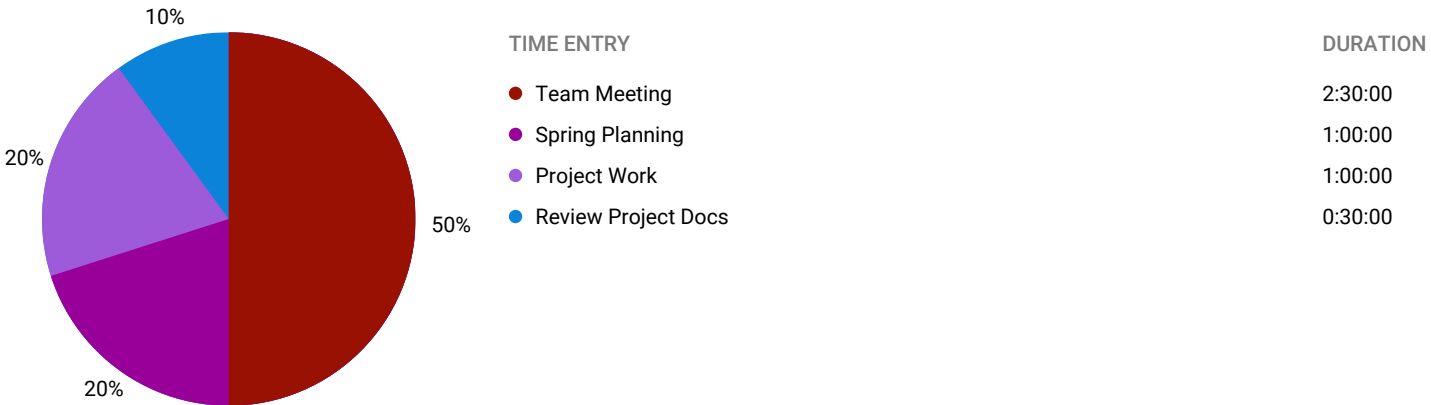 10%
20%
50%
20%
TIME ENTRY DURATION
Team Meeting 2:30:00
Spring Planning 1:00:00
Project Work 1:00:00
Review Project Docs 0:30:00